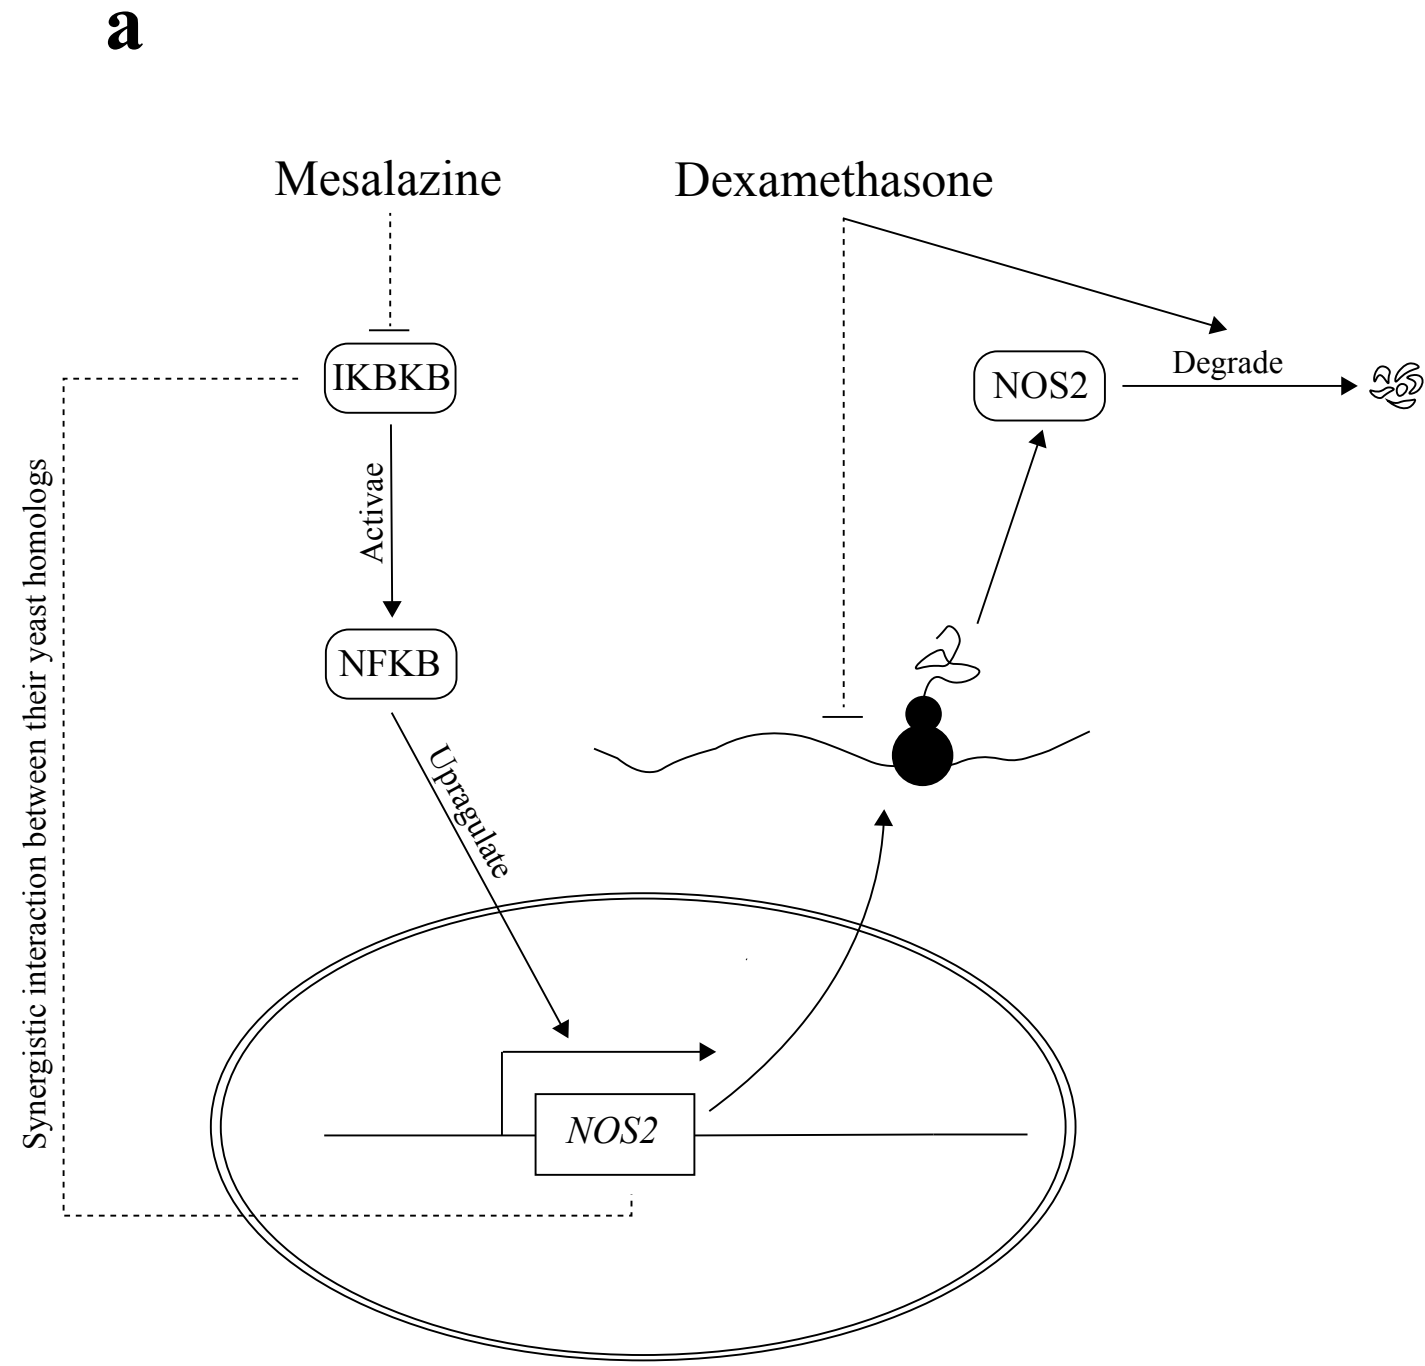 a
Mesalazine
Dexamethasone
IKBKB
NOS2
Degrade
Activae
Synergistic interaction between their yeast homologs
NFKB
Upragulate
NOS2